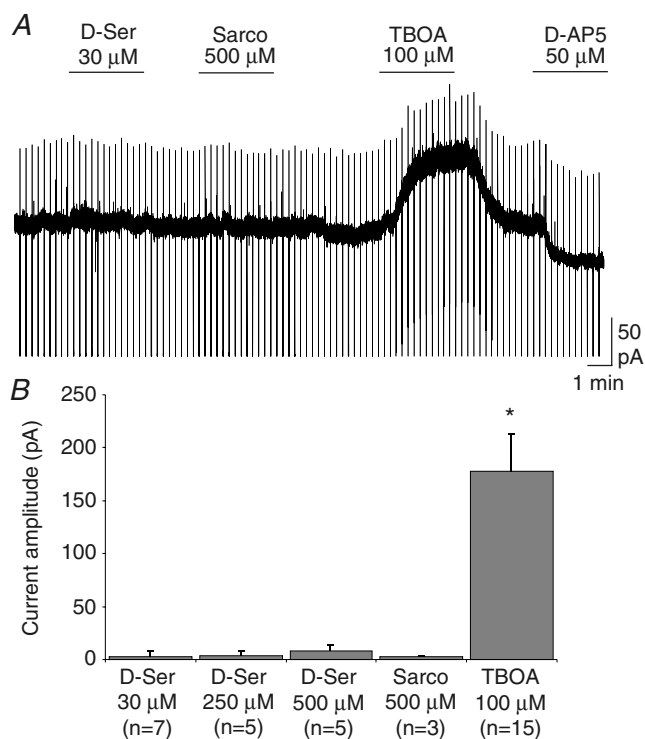 A
D-Ser
30 µM
Sarco
500 µM
TBOA
100 µM
D-AP5
50 µM
50
pA
1 min
B
Current amplitude (pA)
250
200
150
100
50
0
*
D-Ser
30 µM
(n=7)
D-Ser
250 µM
(n=5)
D-Ser
500 µM
(n=5)
Sarco
500 µM
(n=3)
TBOA
100 µM
(n=15)